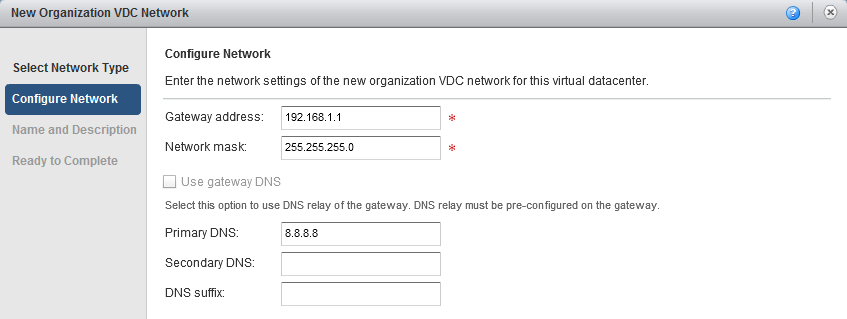 New Organization VDC Network
?
Select Network Type
Configure Network
Name and Description
Ready to Complete
Configure Network
Enter the network settings of the new organization VDC network for this virtual datacenter.
Gateway address: 192.168.1.1 *
Network mask: 255.255.255.0 *
Use gateway DNS
Select this option to use DNS relay of the gateway. DNS relay must be pre-configured on the gateway.
Primary DNS: 8.8.8.8
Secondary DNS:
DNS suffix: